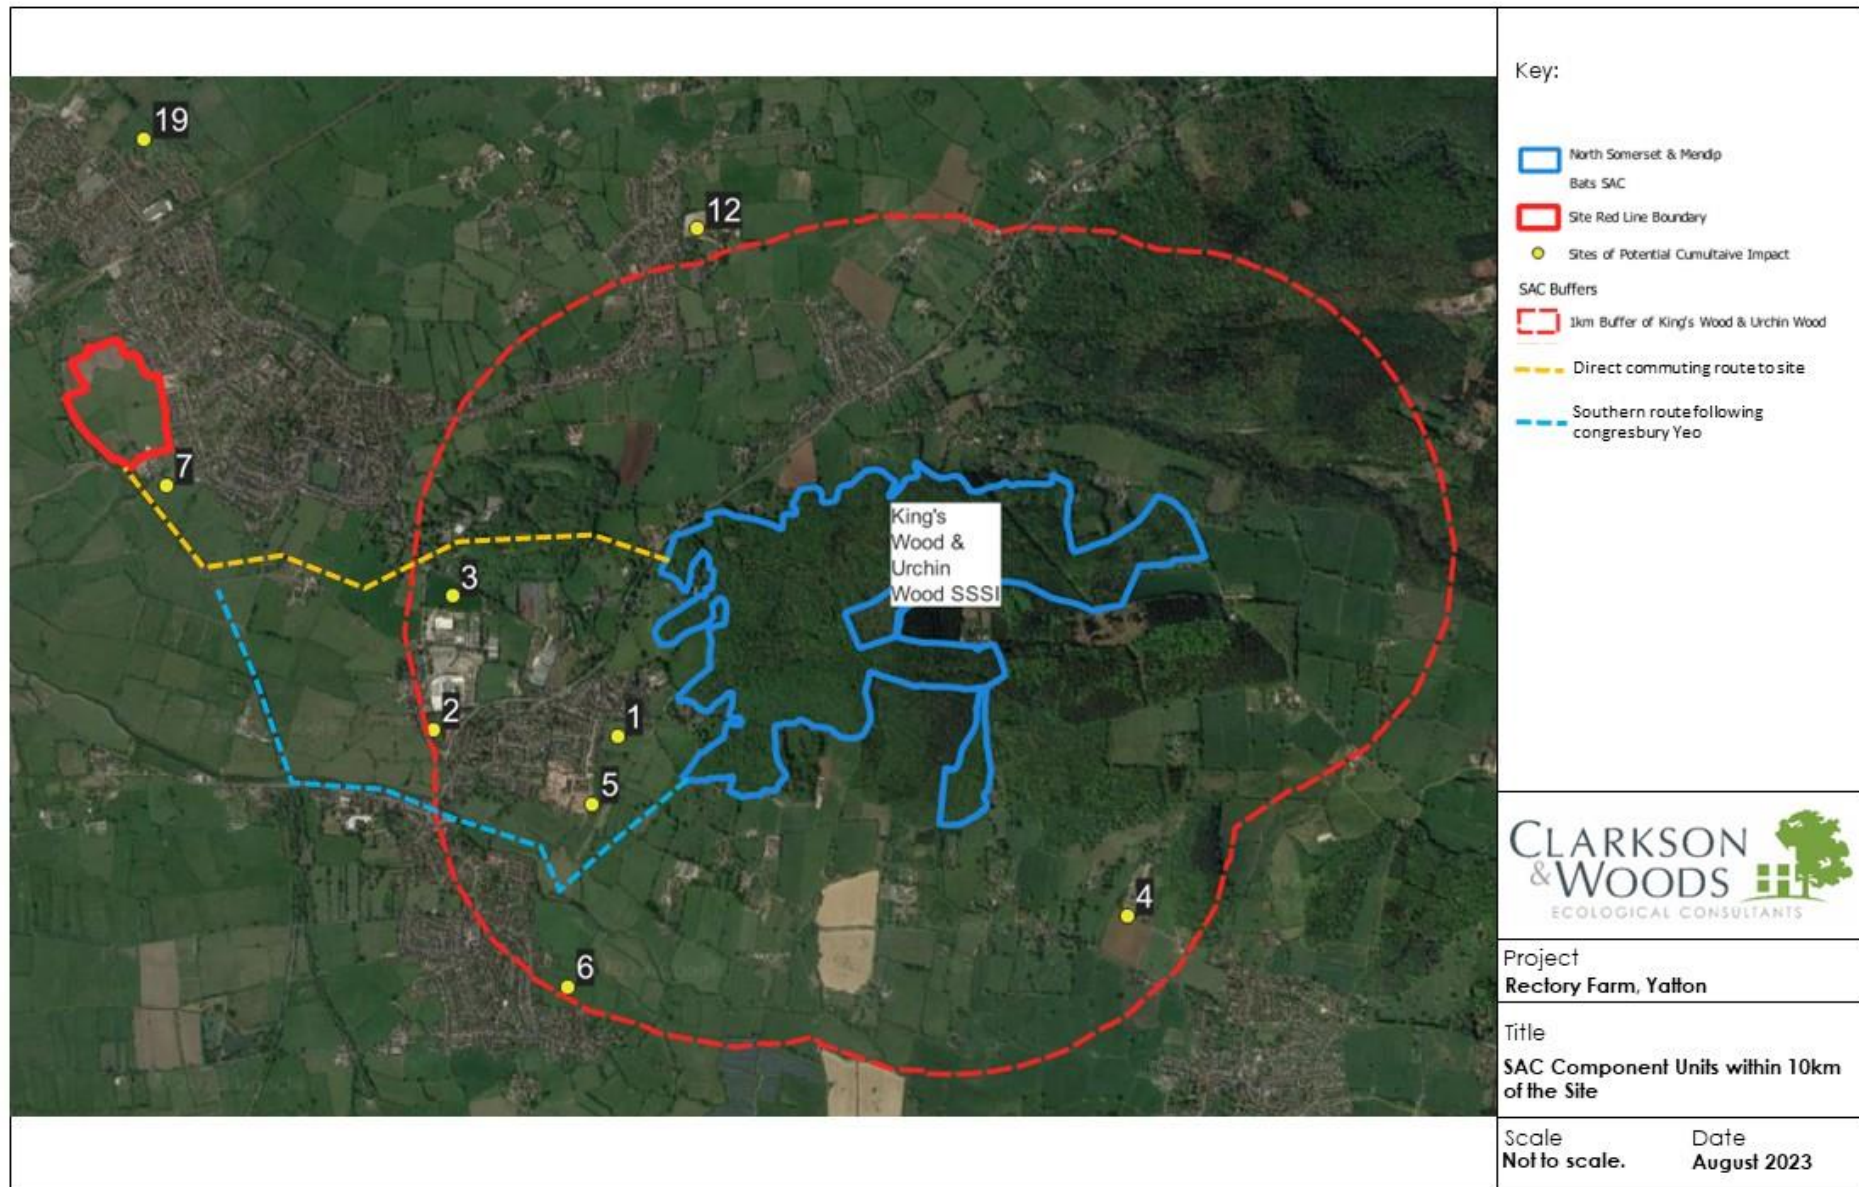 19
12
7
3
2
1
5
4
6
King's
Wood &
Urchin
Wood SSSI
Key:
North Somerset & Mendip
Bats SAC
Site Red Line Boundary
Sites of Potential Cumultaive Impact
SAC Buffers
1km Buffer of King's Wood & Urchin Wood
Direct commuting route to site
Southern route following
congresbury Yeo
CLARKSON
& WOODS
ECOLOGICAL CONSULTANTS
Project
Rectory Farm, Yatton
Title
SAC Component Units within 10km
of the Site
Scale
Not to scale.
Date
August 2023